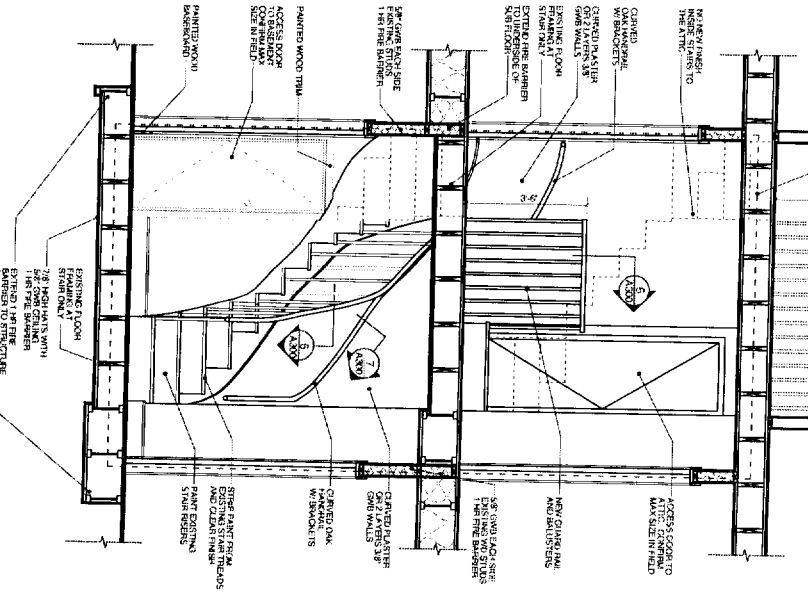 NO NEW FINISH
INSIDE STAIRS TO
THE ATTIC.
CURVED
OAK HANDRAIL
W/ BRACKETS
CURVED PLASTER
OR 2 LAYERS 3/8"
GWB WALLS
EXISTING FLOOR
FRAMING AT
STAIR ONLY
EXTEND FIRE BARRIER
TO UNDERSIDE OF
SUB FLOOR
5/8" GWB EACH SIDE
EXISTING STUDS
1 HR FIRE BARRIER
PAINTED WOOD TRIM
ACCESS DOOR
TO BASEMENT
CONFIRM MAX
SIZE IN FIELD
PAINTED WOOD
BASEBOARD
3'-6"
5
A300
6
A300
7
A300
ACCESS DOOR TO
ATTIC. CONFIRM
MAX SIZE IN FIELD
NEW GUARD RAIL
AND BALUSTERS
5/8" GWB EACH SIDE
EXISTING WD STUDS
1 HR FIRE BARRIER
CURVED PLASTER
OR 2 LAYERS 3/8"
GWB WALLS
CURVED OAK
HANDRAIL
W/ BRACKETS
STRIP PAINT FROM
EXISTING STAIR TREADS
AND CLEAR FINISH
PAINT EXISTING
STAIR RISERS
EXISTING FLOOR
FRAMING AT
STAIR ONLY
7/8" HIGH HATS WITH
5/8" GWB CEILING
1 HR FIRE BARRIER
EXTEND 1 HR FIRE
BARRIER TO STRUCTURE